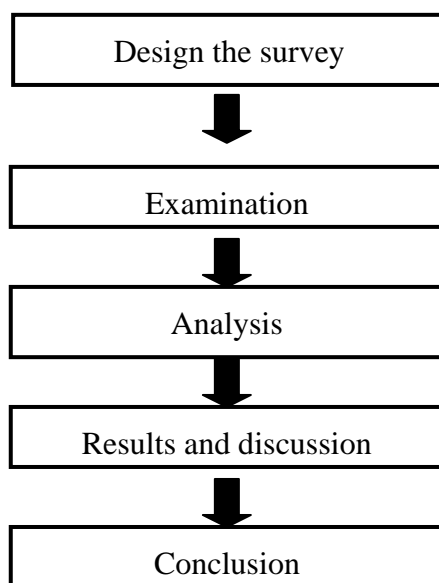 Design the survey
Examination
Analysis
Results and discussion
Conclusion